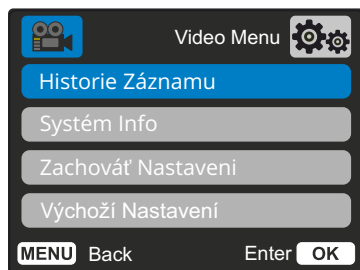 Video Menu
Historie Záznamu
Systém Info
Zachováť Nastaveni
Výchoží Nastavení
MENU Back Enter OK